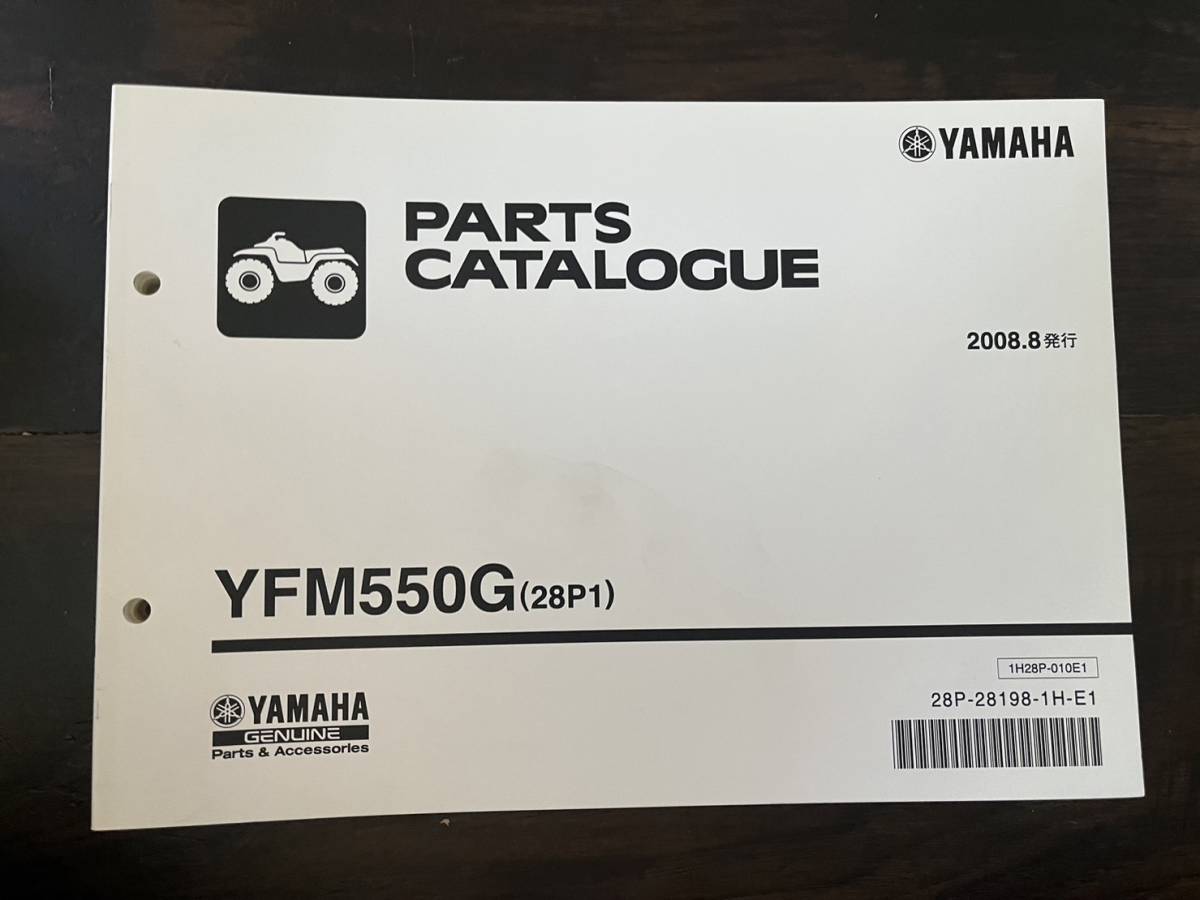 YAMAHA
PARTS
CATALOGUE
2008.8発行
YFM550G(28P1)
1H28P-010E1
28P-28198-1H-E1
YAMAHA
GENUINE
Parts & Accessories